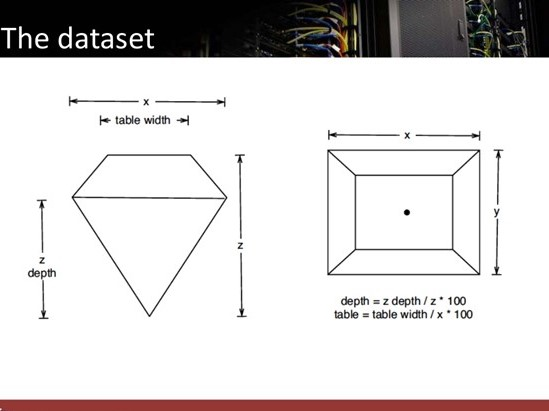 The dataset
x
table width
z
depth
z
x
y
depth = z depth / z * 100
table = table width / x * 100